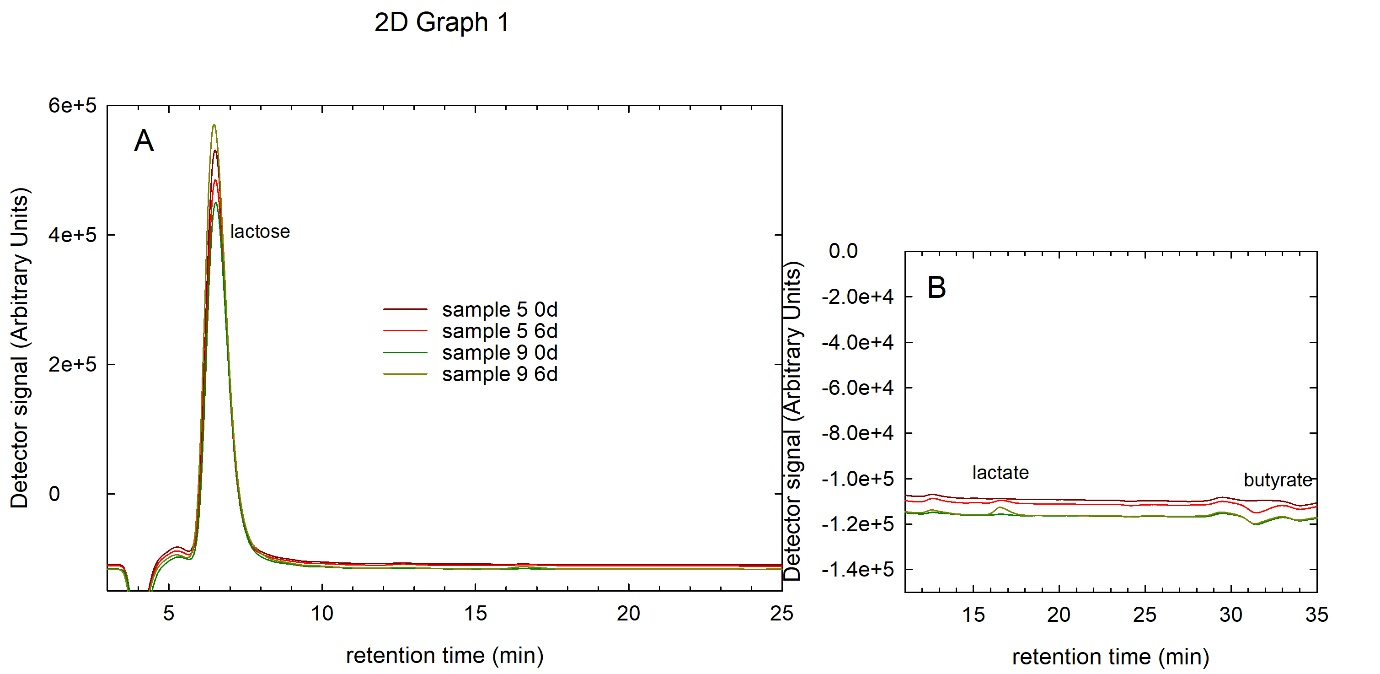 2D Graph 1
A
6e+5
4e+5
2e+5
0
Detector signal (Arbitrary Units)
lactose
sample 5 0d
sample 5 6d
sample 9 0d
sample 9 6d
5
10
15
20
25
retention time (min)
B
0.0
-2.0e+4
-4.0e+4
-6.0e+4
-8.0e+4
-1.0e+5
-1.2e+5
-1.4e+5
Detector signal (Arbitrary Units)
lactate
butyrate
15
20
25
30
35
retention time (min)